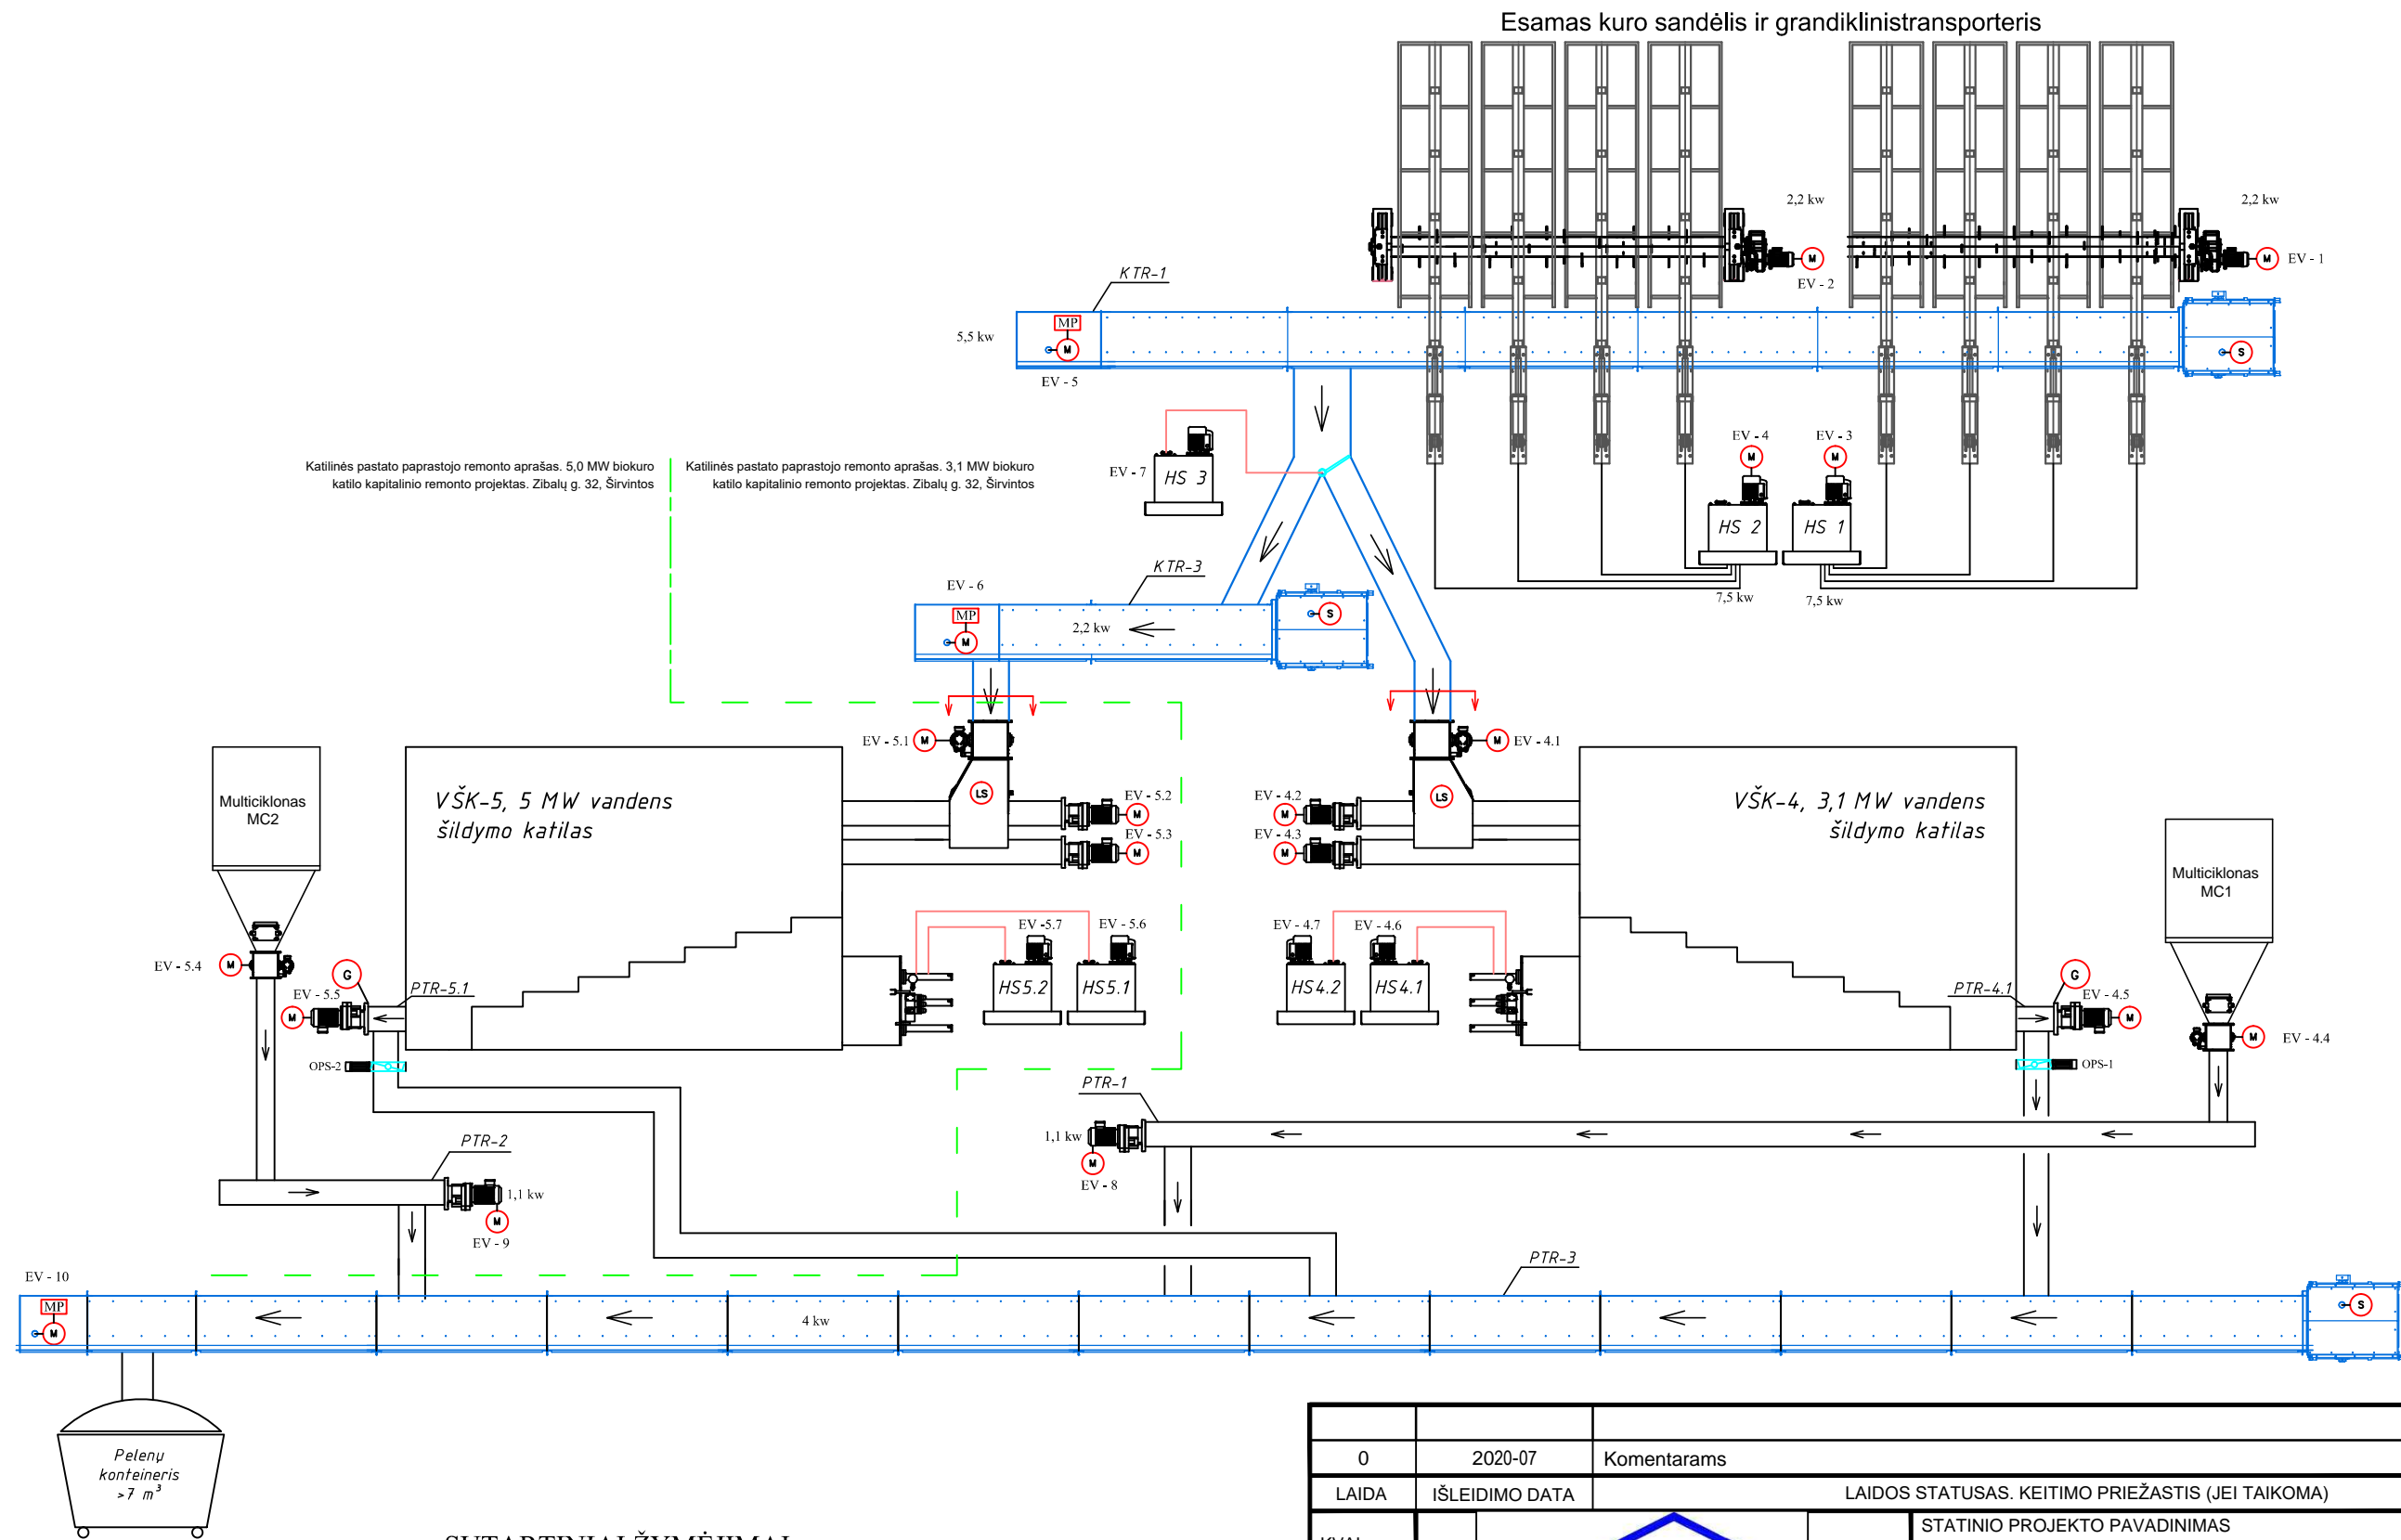 Esamas kuro sandėlis ir grandiklinistransporteris
2,2 kw
2,2 kw
M
EV - 2
M
EV - 1
KTR-1
5,5 kw
MP
M
EV - 5
S
Katilinės pastato paprastojo remonto aprašas. 5,0 MW biokuro
katilo kapitalinio remonto projektas. Zibalų g. 32, Širvintos
Katilinės pastato paprastojo remonto aprašas. 3,1 MW biokuro
katilo kapitalinio remonto projektas. Zibalų g. 32, Širvintos
EV - 7
HS 3
EV - 4
M
EV - 3
M
HS 2
HS 1
7,5 kw
7,5 kw
EV - 6
KTR-3
MP
M
2,2 kw
S
EV - 5.1
M
M
EV - 4.1
Multiciklonas
MC2
VŠK-5, 5 MW vandens
šildymo katilas
LS
EV - 5.2
M
EV - 5.3
M
EV - 4.2
M
EV - 4.3
M
LS
VŠK-4, 3,1 MW vandens
šildymo katilas
Multiciklonas
MC1
EV - 5.4
M
G
EV - 5.5
M
PTR-5.1
OPS-2
EV -5.7
EV - 5.6
HS5.2
HS5.1
EV - 4.7
EV - 4.6
HS4.2
HS4.1
PTR-4.1
G
EV - 4.5
M
M
EV - 4.4
OPS-1
PTR-1
1,1 kw
M
EV - 8
PTR-2
1,1 kw
M
EV - 9
PTR-3
EV - 10
MP
M
4 kw
S
Pelenų
konteineris
>7 m³
0
2020-07
Komentarams
LAIDA
IŠLEIDIMO DATA
LAIDOS STATUSAS. KEITIMO PRIEŽASTIS (JEI TAIKOMA)
STATINIO PROJEKTO PAVADINIMAS
SUTARTINIAI ŽYMĖJIMAI
KVAL.